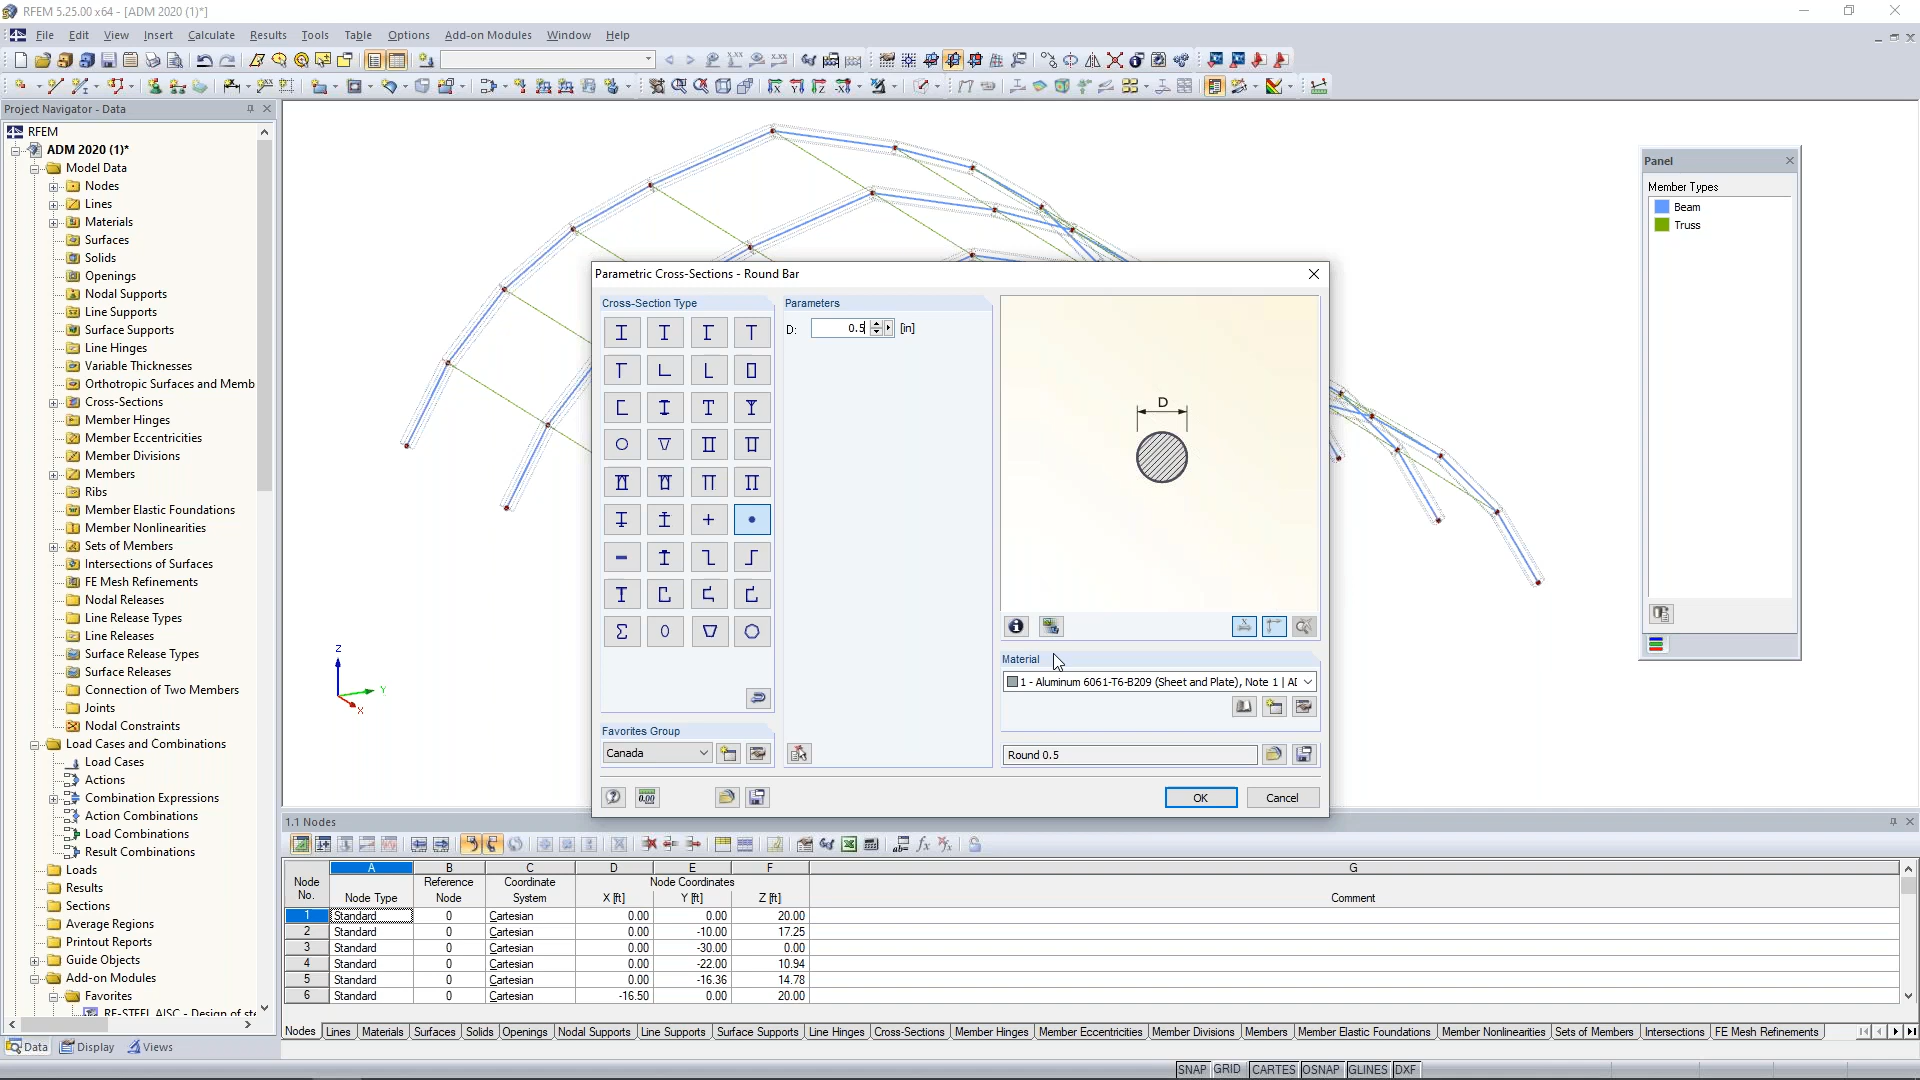 RFEM 5.25.00 x64 - [ADM 2020 (1)*]
File Edit View Insert Calculate Results Tools Table Options Add-on Modules Window Help
Project Navigator - Data
RFEM
ADM 2020 (1)*
Model Data
Nodes
Lines
Materials
Surfaces
Solids
Openings
Nodal Supports
Line Supports
Surface Supports
Line Hinges
Variable Thicknesses
Orthotropic Surfaces and Memb
Cross-Sections
Member Hinges
Member Eccentricities
Member Divisions
Members
Ribs
Member Elastic Foundations
Member Nonlinearities
Sets of Members
Intersections of Surfaces
FE Mesh Refinements
Nodal Releases
Line Release Types
Line Releases
Surface Release Types
Surface Releases
Connection of Two Members
Joints
Nodal Constraints
Load Cases and Combinations
Load Cases
Actions
Combination Expressions
Action Combinations
Load Combinations
Result Combinations
Loads
Results
Sections
Average Regions
Printout Reports
Guide Objects
Add-on Modules
Favorites
RF-STEEL AISC - Design of ste
Data Display Views
Z
Y
X
Parametric Cross-Sections - Round Bar
Cross-Section Type
Parameters
D: 0.5 [in]
D
Material
1 - Aluminum 6061-T6-B209 (Sheet and Plate), Note 1 | Al
Favorites Group
Canada
Round 0.5
OK Cancel
Panel
Member Types
Beam
Truss
1.1 Nodes
A B C D E F G
Node Reference Coordinate Node Coordinates
No. Node Type Node System X [ft] Y [ft] Z [ft] Comment
1 Standard 0 Cartesian 0.00 0.00 20.00
2 Standard 0 Cartesian 0.00 -10.00 17.25
3 Standard 0 Cartesian 0.00 -30.00 0.00
4 Standard 0 Cartesian 0.00 -22.00 10.94
5 Standard 0 Cartesian 0.00 -16.36 14.78
6 Standard 0 Cartesian -16.50 0.00 20.00
Nodes Lines Materials Surfaces Solids Openings Nodal Supports Line Supports Surface Supports Line Hinges Cross-Sections Member Hinges Member Eccentricities Member Divisions Members Member Elastic Foundations Member Nonlinearities Sets of Members Intersections FE Mesh Refinements
SNAP GRID CARTES OSNAP GLINES DXF